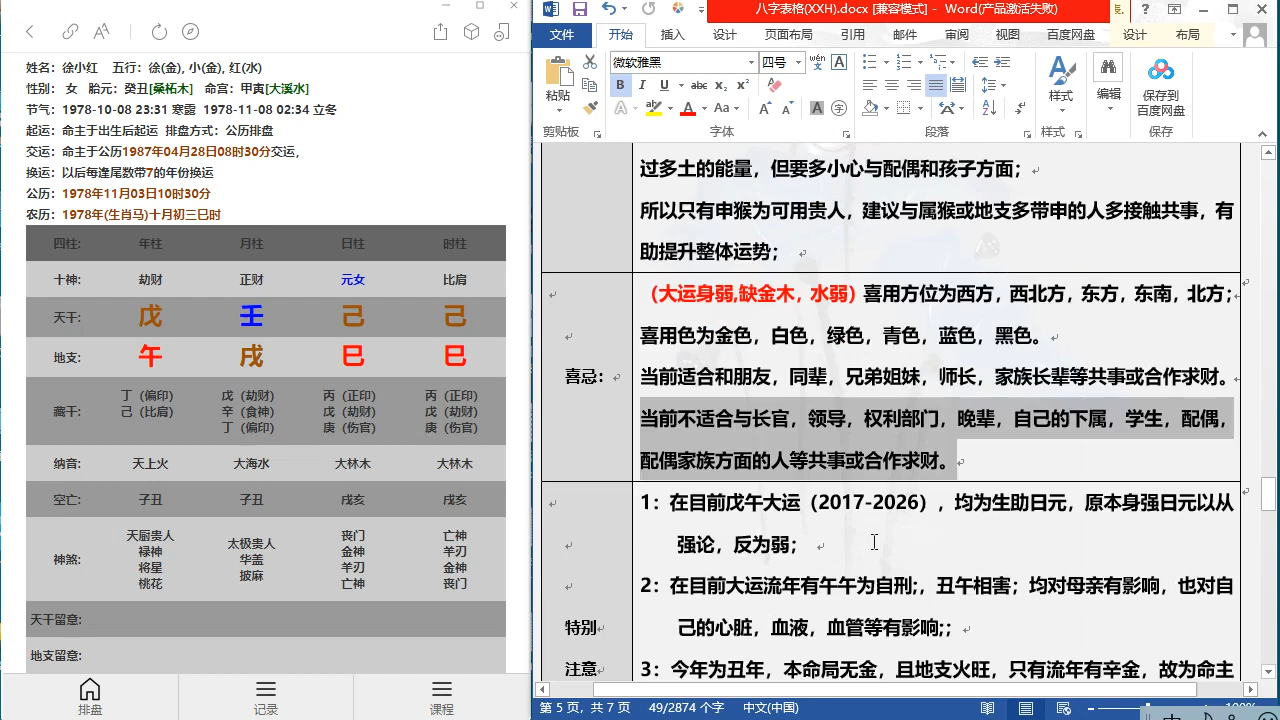 姓名：徐小红 五行：徐(金), 小(金), 红(水)
性别： 女 胎元：癸丑[桑柘木] 命宫：甲寅[大溪水]
节气：1978-10-08 23:31 寒露 1978-11-08 02:34 立冬
起运：命主于出生后起运 排盘方式：公历排盘
交运：命主于公历1987年04月28日08时30分交运，
换运：以后每逢尾数带7的年份换运
公历：1978年11月03日10时30分
农历：1978年(生肖马)十月初三巳时
四柱: 年柱 月柱 日柱 时柱
十神: 劫财 正财 元女 比肩
天干: 戊 壬 己 己
地支: 午 戌 巳 巳
藏干: 丁（偏印） 戊（劫财） 丙（正印） 丙（正印）
己（比肩） 辛（食神） 戊（劫财） 戊（劫财）
丁（偏印） 庚（伤官） 庚（伤官）
纳音: 天上火 大海水 大林木 大林木
空亡: 子丑 子丑 戌亥 戌亥
神煞: 天厨贵人 太极贵人 丧门 亡神
禄神 华盖 金神 羊刃
将星 披麻 羊刃 金神
桃花 亡神 丧门
天干留意:
地支留意:
排盘 记录 课程
八字表格(XXH).docx [兼容模式] - Word(产品激活失败)
文件 开始 插入 设计 页面布局 引用 邮件 审阅 视图 百度网盘 设计 布局
微软雅黑 四号 wén A
粘贴 B I U abc x₂ x² 样式 编辑 保存到
百度网盘
剪贴板 字体 段落 样式 保存
过多土的能量，但要多小心与配偶和孩子方面；
所以只有申猴为可用贵人，建议与属猴或地支多带申的人多接触共事，有
助提升整体运势；
喜忌：
（大运身弱,缺金木，水弱）喜用方位为西方，西北方，东方，东南，北方；
喜用色为金色，白色，绿色，青色，蓝色，黑色。
当前适合和朋友，同辈，兄弟姐妹，师长，家族长辈等共事或合作求财。
当前不适合与长官，领导，权利部门，晚辈，自己的下属，学生，配偶，
配偶家族方面的人等共事或合作求财。
特别
注意
1：在目前戊午大运（2017-2026），均为生助日元，原本身强日元以从
强论，反为弱；
2：在目前大运流年有午午为自刑;，丑午相害；均对母亲有影响，也对自
己的心脏，血液，血管等有影响;；
3：今年为丑年，本命局无金，且地支火旺，只有流年有辛金，故为命主
第 5 页，共 7 页 49/2874 个字 中文(中国) 100%